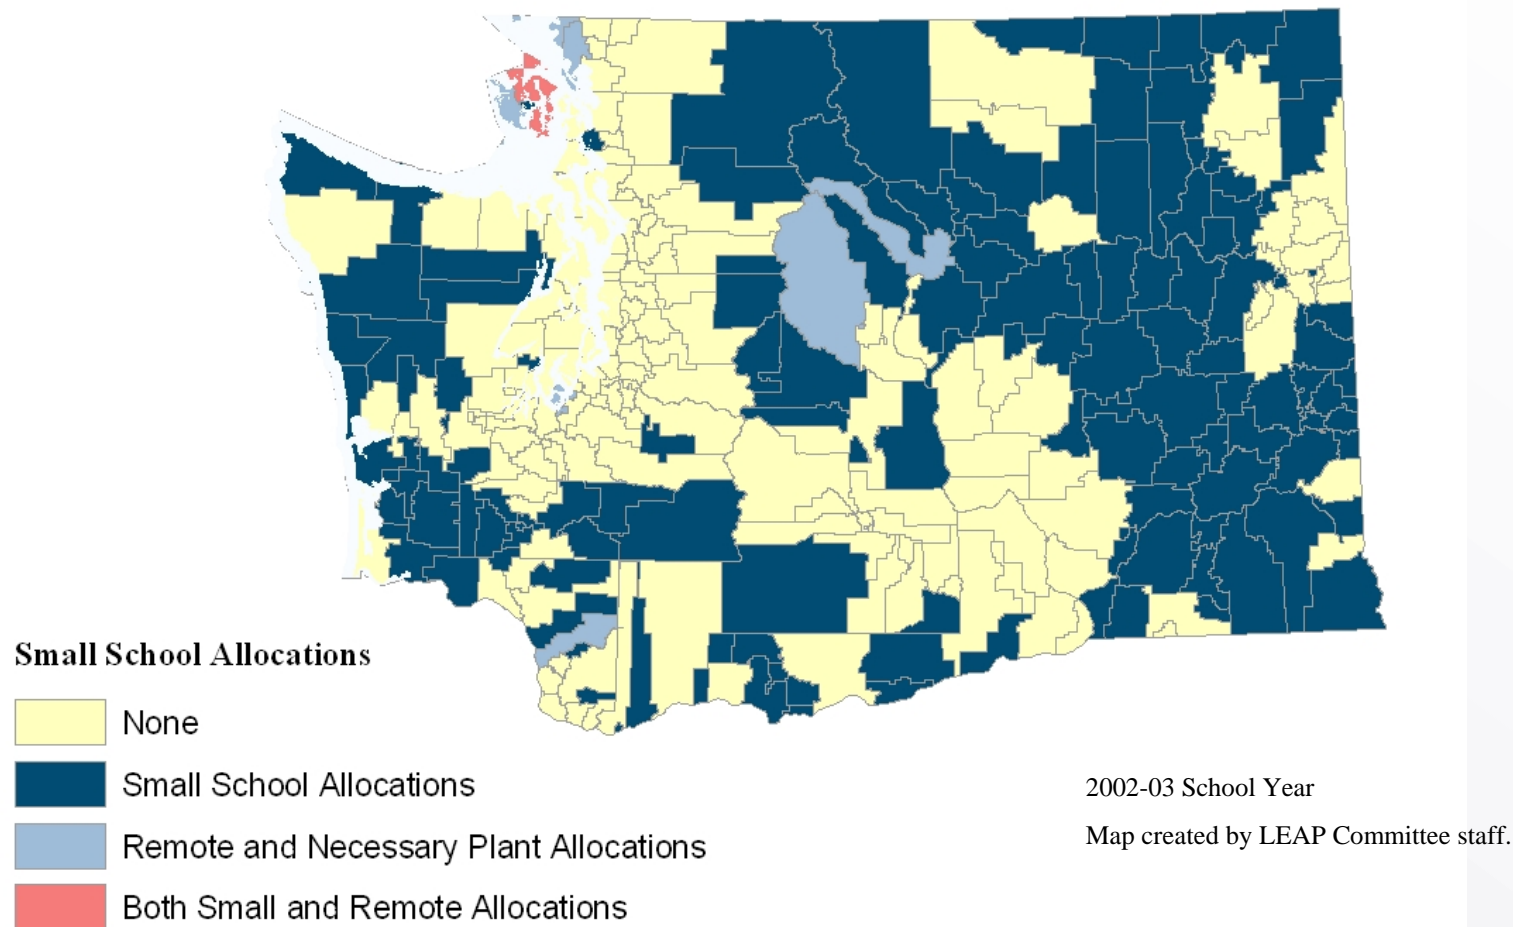 Small School Allocations
None
Small School Allocations
Remote and Necessary Plant Allocations
Both Small and Remote Allocations
2002-03 School Year
Map created by LEAP Committee staff.